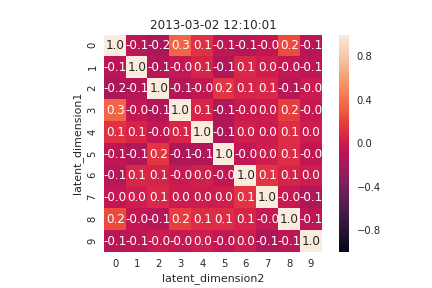 2013-03-02 12:10:01
0 1.0 -0.1 -0.2 0.3 0.1 -0.1 -0.1 -0.0 0.2 -0.1
1 -0.1 1.0 -0.1 -0.0 0.1 -0.1 0.1 0.0 -0.0 -0.1
2 -0.2 -0.1 1.0 -0.1 -0.0 0.2 0.1 0.1 -0.1 -0.0
3 0.3 -0.0 -0.1 1.0 0.1 -0.1 -0.0 0.0 0.2 -0.0
4 0.1 0.1 -0.0 0.1 1.0 -0.1 0.0 0.0 0.1 0.0
5 -0.1 -0.1 0.2 -0.1 -0.1 1.0 -0.0 0.0 0.1 -0.0
6 -0.1 0.1 0.1 -0.0 0.0 -0.0 1.0 0.1 0.1 0.0
7 -0.0 0.0 0.1 0.0 0.0 0.0 0.1 1.0 0.0 -0.1
8 0.2 -0.0 -0.1 0.2 0.1 0.1 0.1 0.0 1.0 -0.1
9 -0.1 -0.1 -0.0 -0.0 0.0 -0.0 0.0 -0.1 -0.1 1.0
0 1 2 3 4 5 6 7 8 9
latent_dimension2
latent_dimension1
0.8
0.4
0.0
-0.4
-0.8